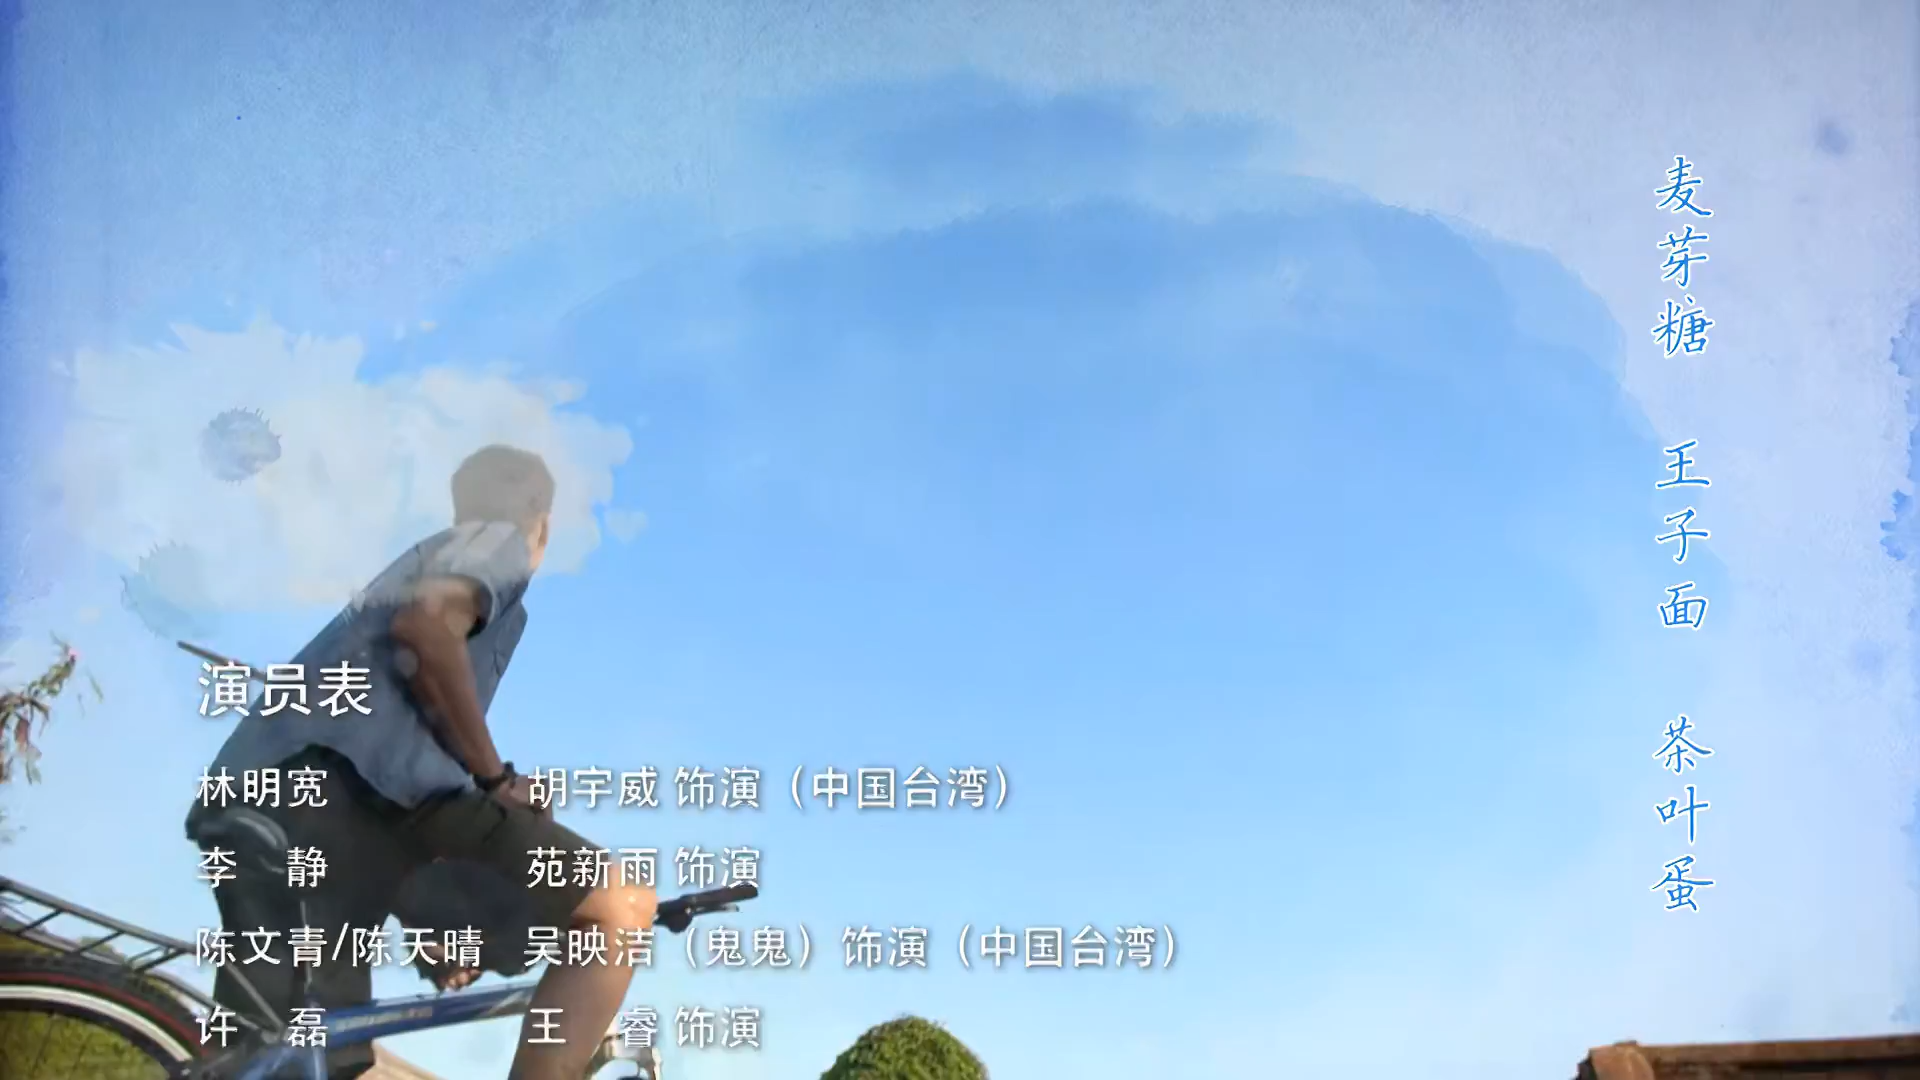 麦芽糖 王子面 茶叶蛋
演员表
林明宽 胡宇威 饰演（中国台湾）
李 静 苑新雨 饰演
陈文青/陈天晴 吴映洁（鬼鬼）饰演（中国台湾）
许 磊 王 睿 饰演